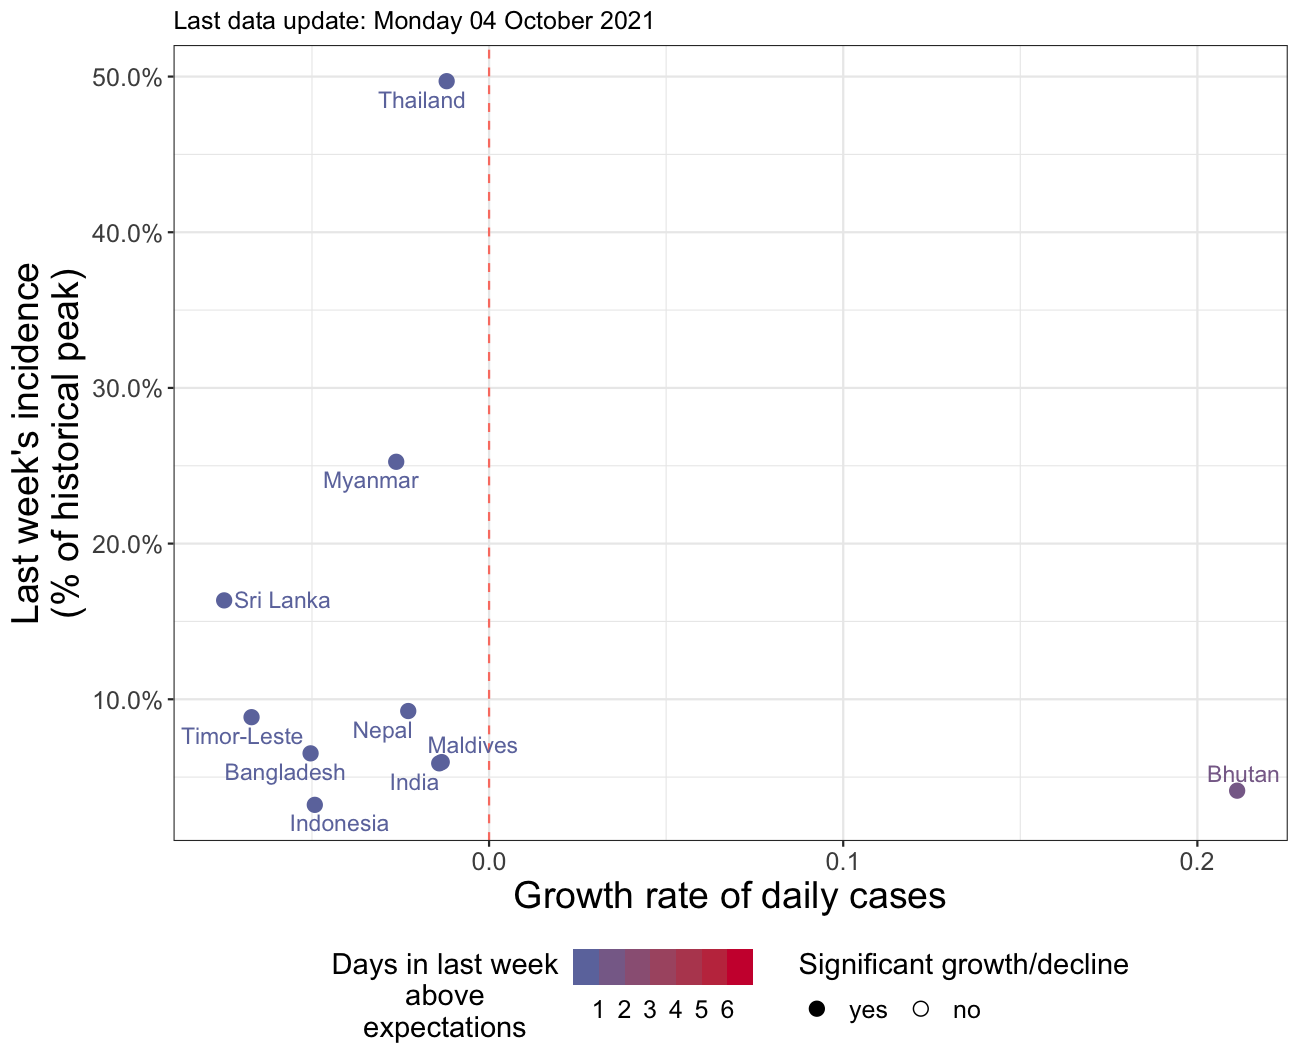 Last data update: Monday 04 October 2021
50.0%
Thailand
40.0%
30.0%
Myanmar
20.0%
Sri Lanka
10.0%
Nepal
Timor-Leste
Maldives
Bangladesh
India
Bhutan
Indonesia
Last week's incidence
(% of historical peak)
0.0 0.1 0.2
Growth rate of daily cases
Days in last week
above
expectations
1 2 3 4 5 6
Significant growth/decline
yes no